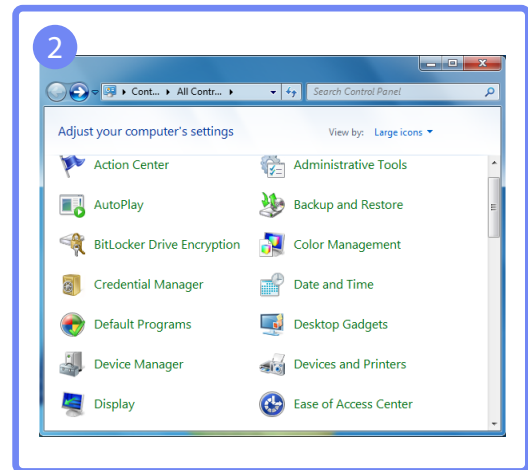 2
Cont... All Contr...
Search Control Panel
Adjust your computer's settings
View by: Large icons
Action Center
Administrative Tools
AutoPlay
Backup and Restore
BitLocker Drive Encryption
Color Management
Credential Manager
Date and Time
Default Programs
Desktop Gadgets
Device Manager
Devices and Printers
Display
Ease of Access Center